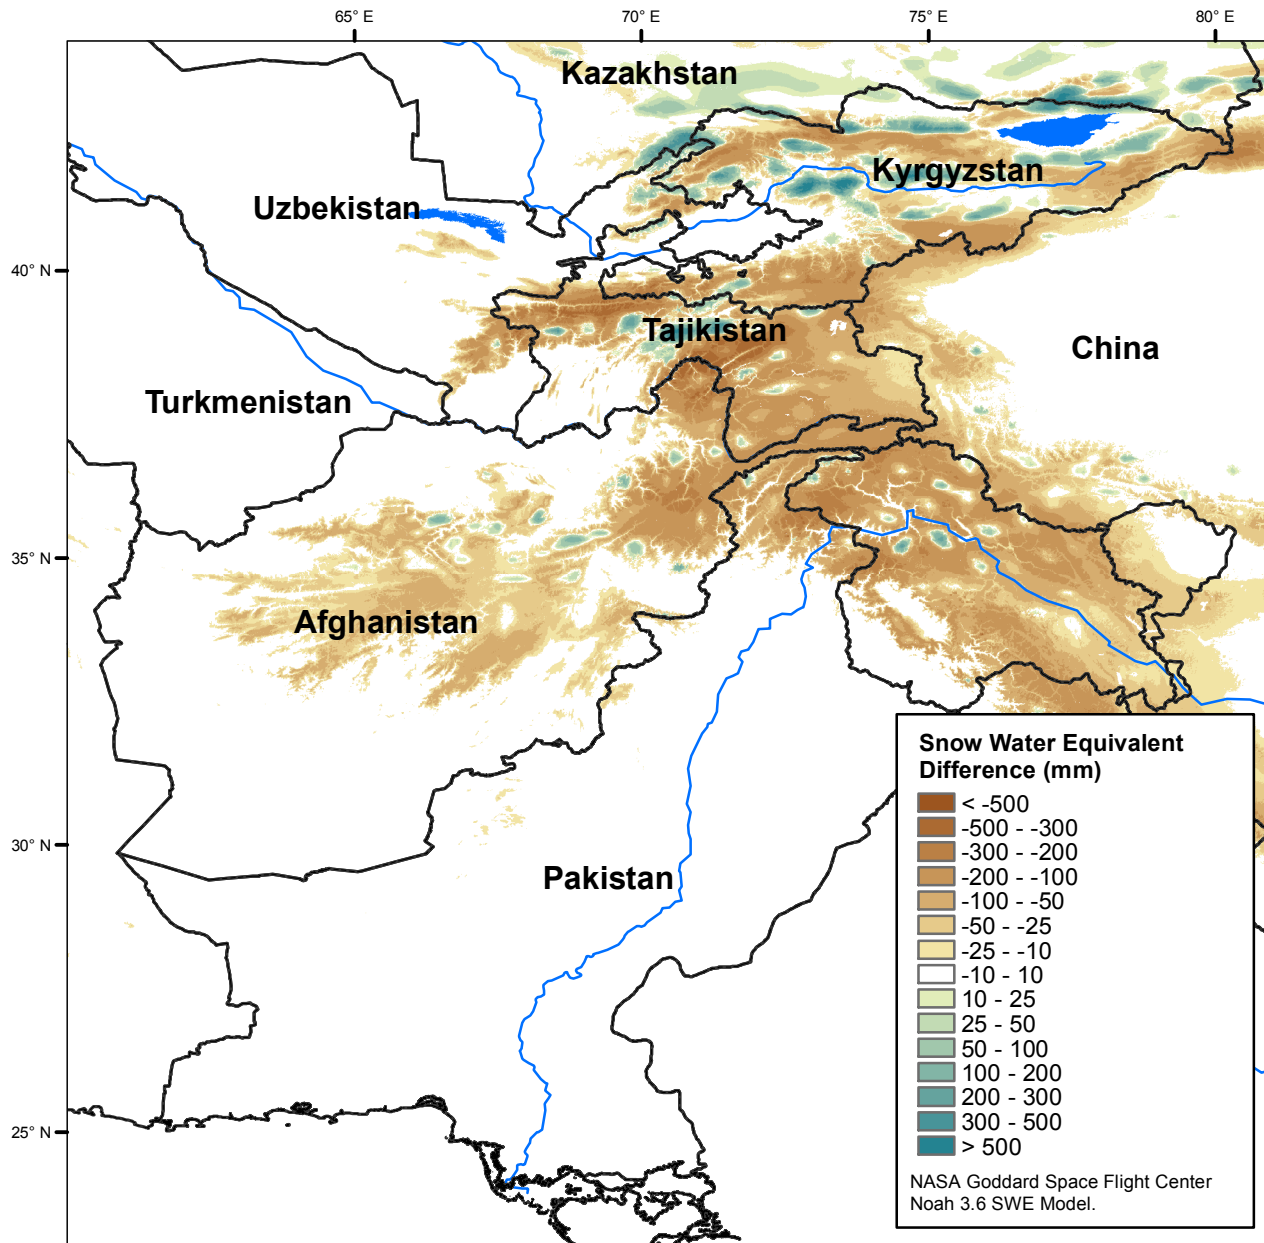 65° E 70° E 75° E 80° E
Kazakhstan
Kyrgyzstan
Uzbekistan
40° N
Tajikistan
China
Turkmenistan
35° N
Afghanistan
Snow Water Equivalent
Difference (mm)
< -500
-500 - -300
-300 - -200
-200 - -100
-100 - -50
-50 - -25
-25 - -10
-10 - 10
10 - 25
25 - 50
50 - 100
100 - 200
200 - 300
300 - 500
> 500
NASA Goddard Space Flight Center
Noah 3.6 SWE Model.
30° N
Pakistan
25° N